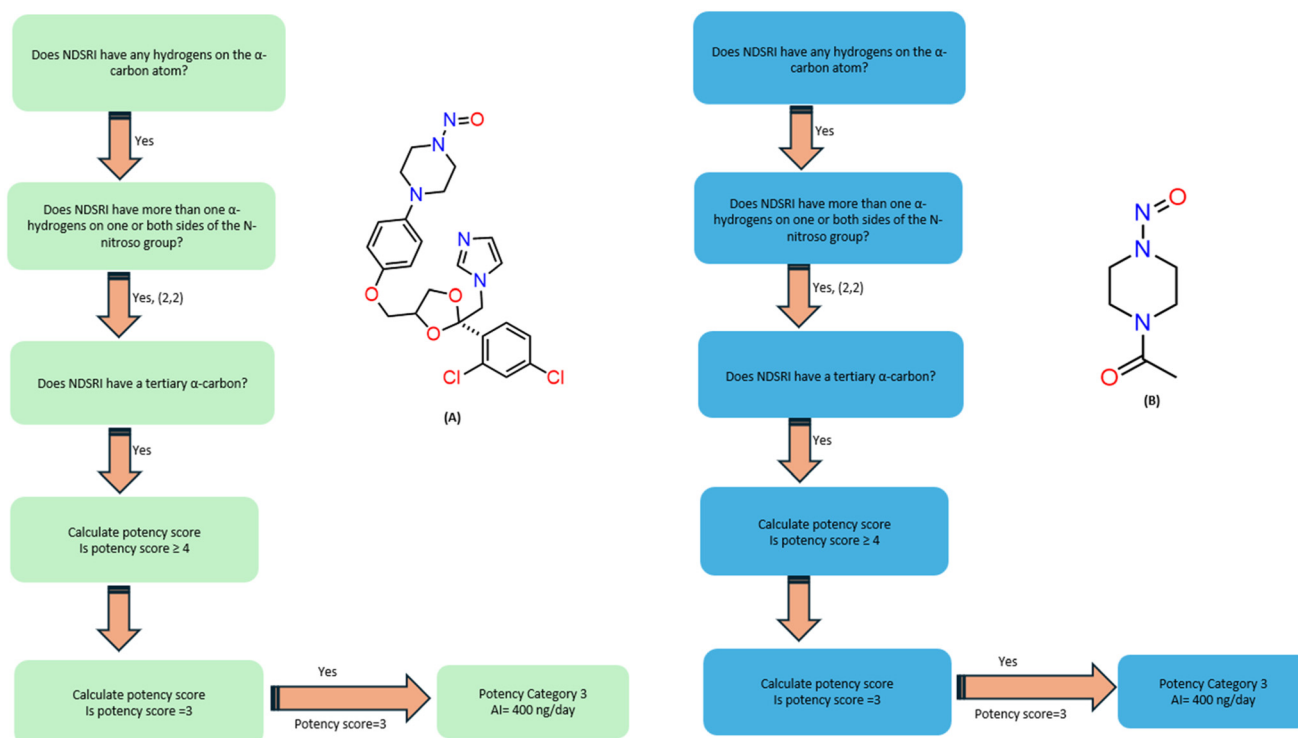 Does NDSRI have any hydrogens on the α-
carbon atom?
Yes
Does NDSRI have more than one α-
hydrogens on one or both sides of the N-
nitroso group?
Yes, (2,2)
Does NDSRI have a tertiary α-carbon?
Yes
Calculate potency score
Is potency score ≥ 4
Calculate potency score
Is potency score =3
Yes
Potency score=3
Potency Category 3
AI= 400 ng/day
N=O
N
N
N
N
O
O
O
Cl
Cl
(A)
Does NDSRI have any hydrogens on the α-
carbon atom?
Yes
Does NDSRI have more than one α-
hydrogens on one or both sides of the N-
nitroso group?
Yes, (2,2)
Does NDSRI have a tertiary α-carbon?
Yes
Calculate potency score
Is potency score ≥ 4
Calculate potency score
Is potency score =3
Yes
Potency score=3
Potency Category 3
AI= 400 ng/day
O
N
N
N
O
(B)